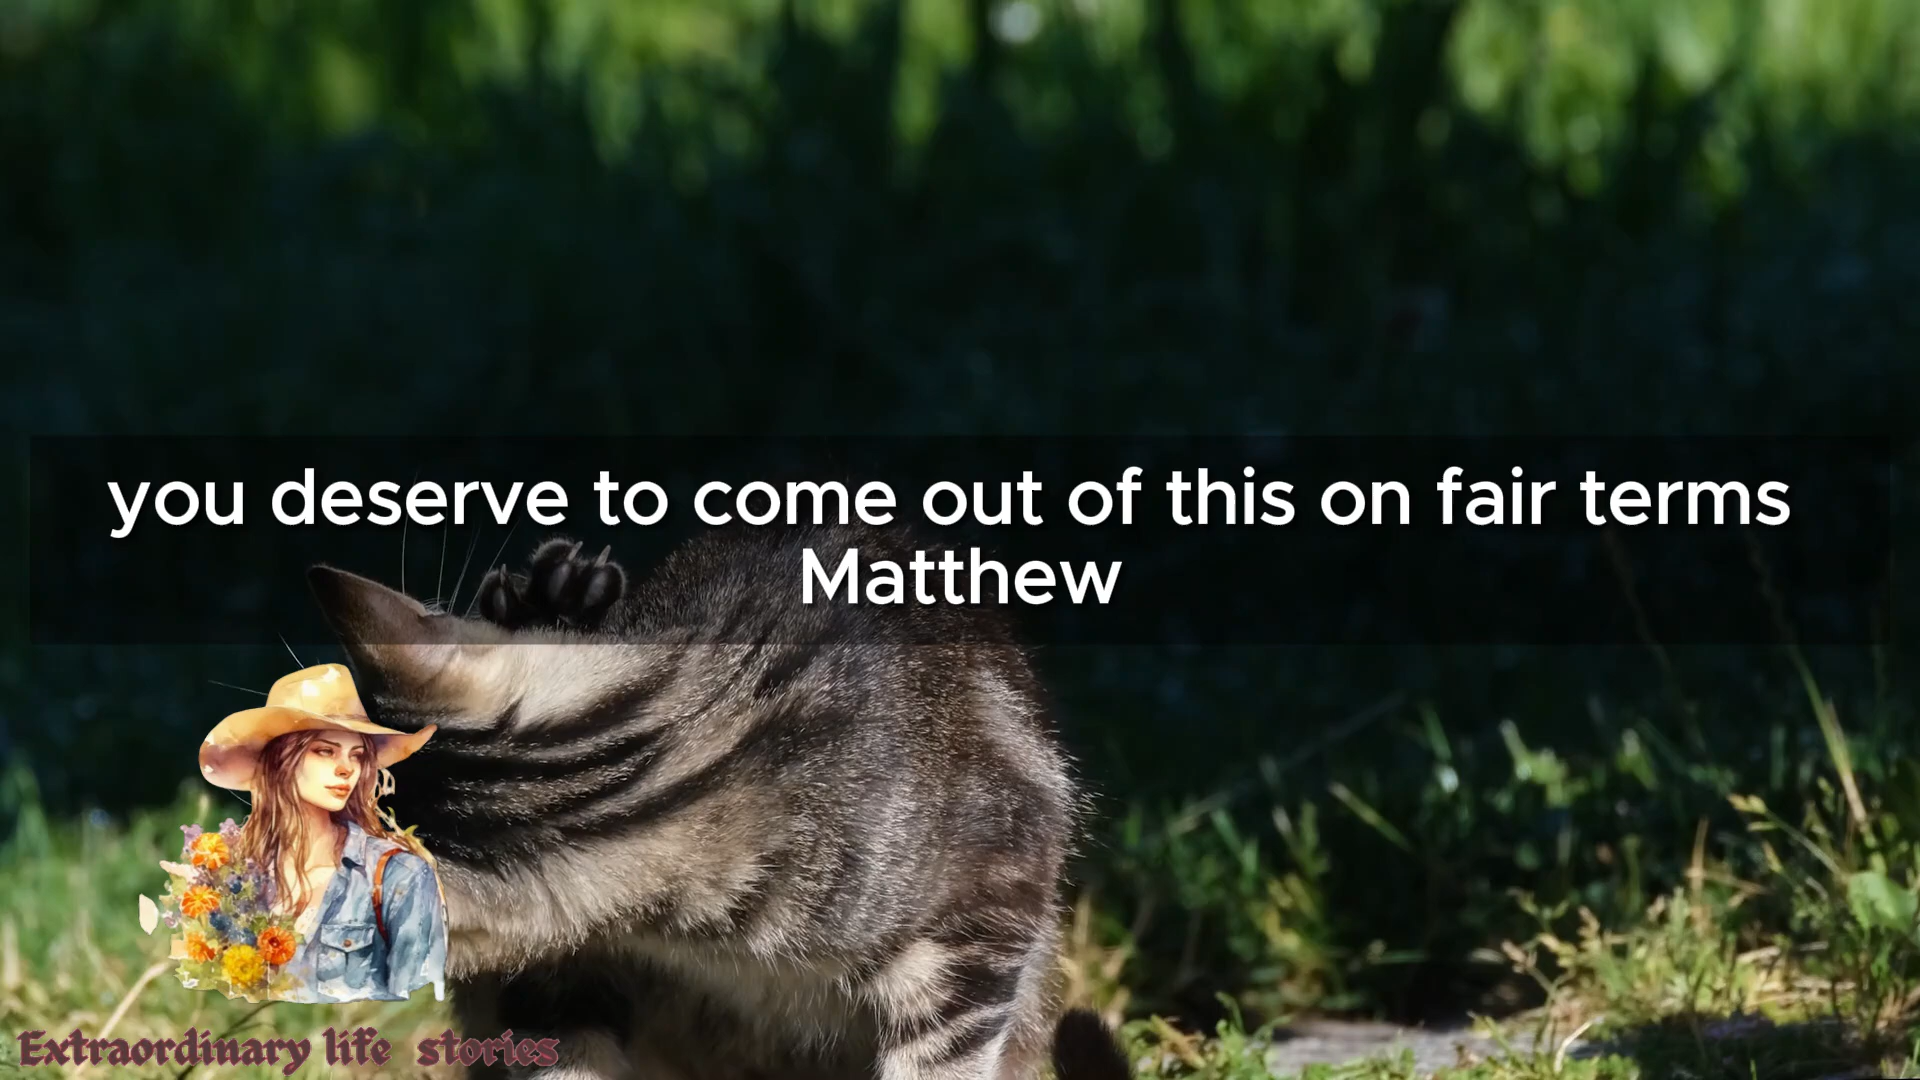 you deserve to come out of this on fair terms
Matthew
Extraordinary life stories